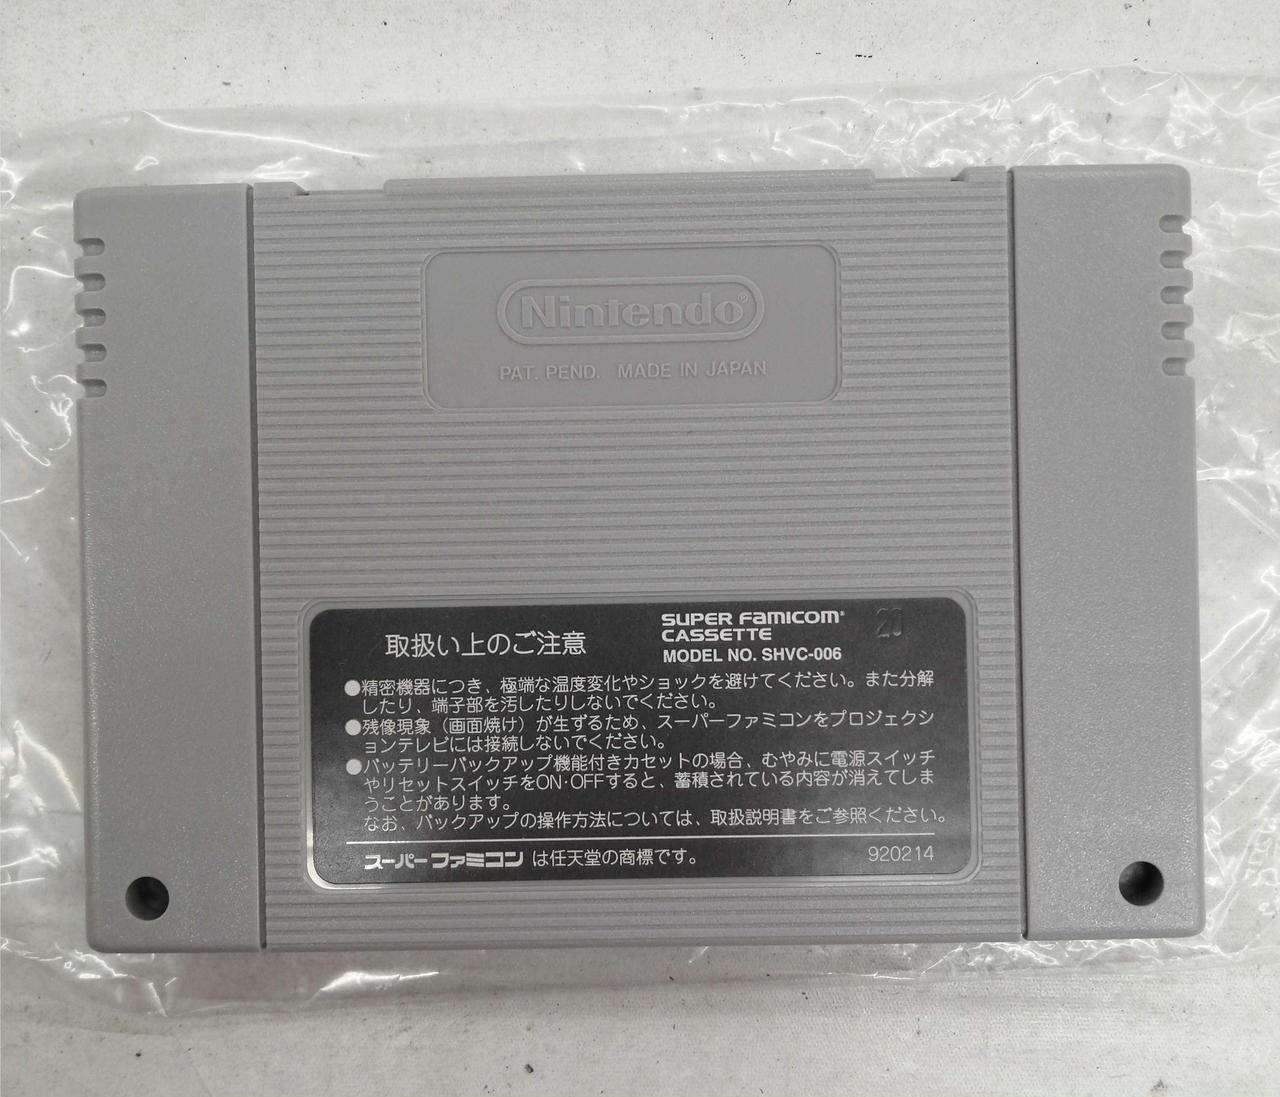 Nintendo®
PAT. PEND. MADE IN JAPAN
取扱い上のご注意
SUPER FAMICOM®
CASSETTE
MODEL NO. SHVC-006
20
●精密機器につき、極端な温度変化やショックを避けてください。また分解
したり、端子部を汚したりしないでください。
●残像現象（画面焼け）が生ずるため、スーパーファミコンをプロジェクシ
ョンテレビには接続しないでください。
●バッテリーバックアップ機能付きカセットの場合、むやみに電源スイッチ
やリセットスイッチをON·OFFすると、蓄積されている内容が消えてしま
うことがあります。
なお、バックアップの操作方法については、取扱説明書をご参照ください。
スーパーファミコン は任天堂の商標です。
920214